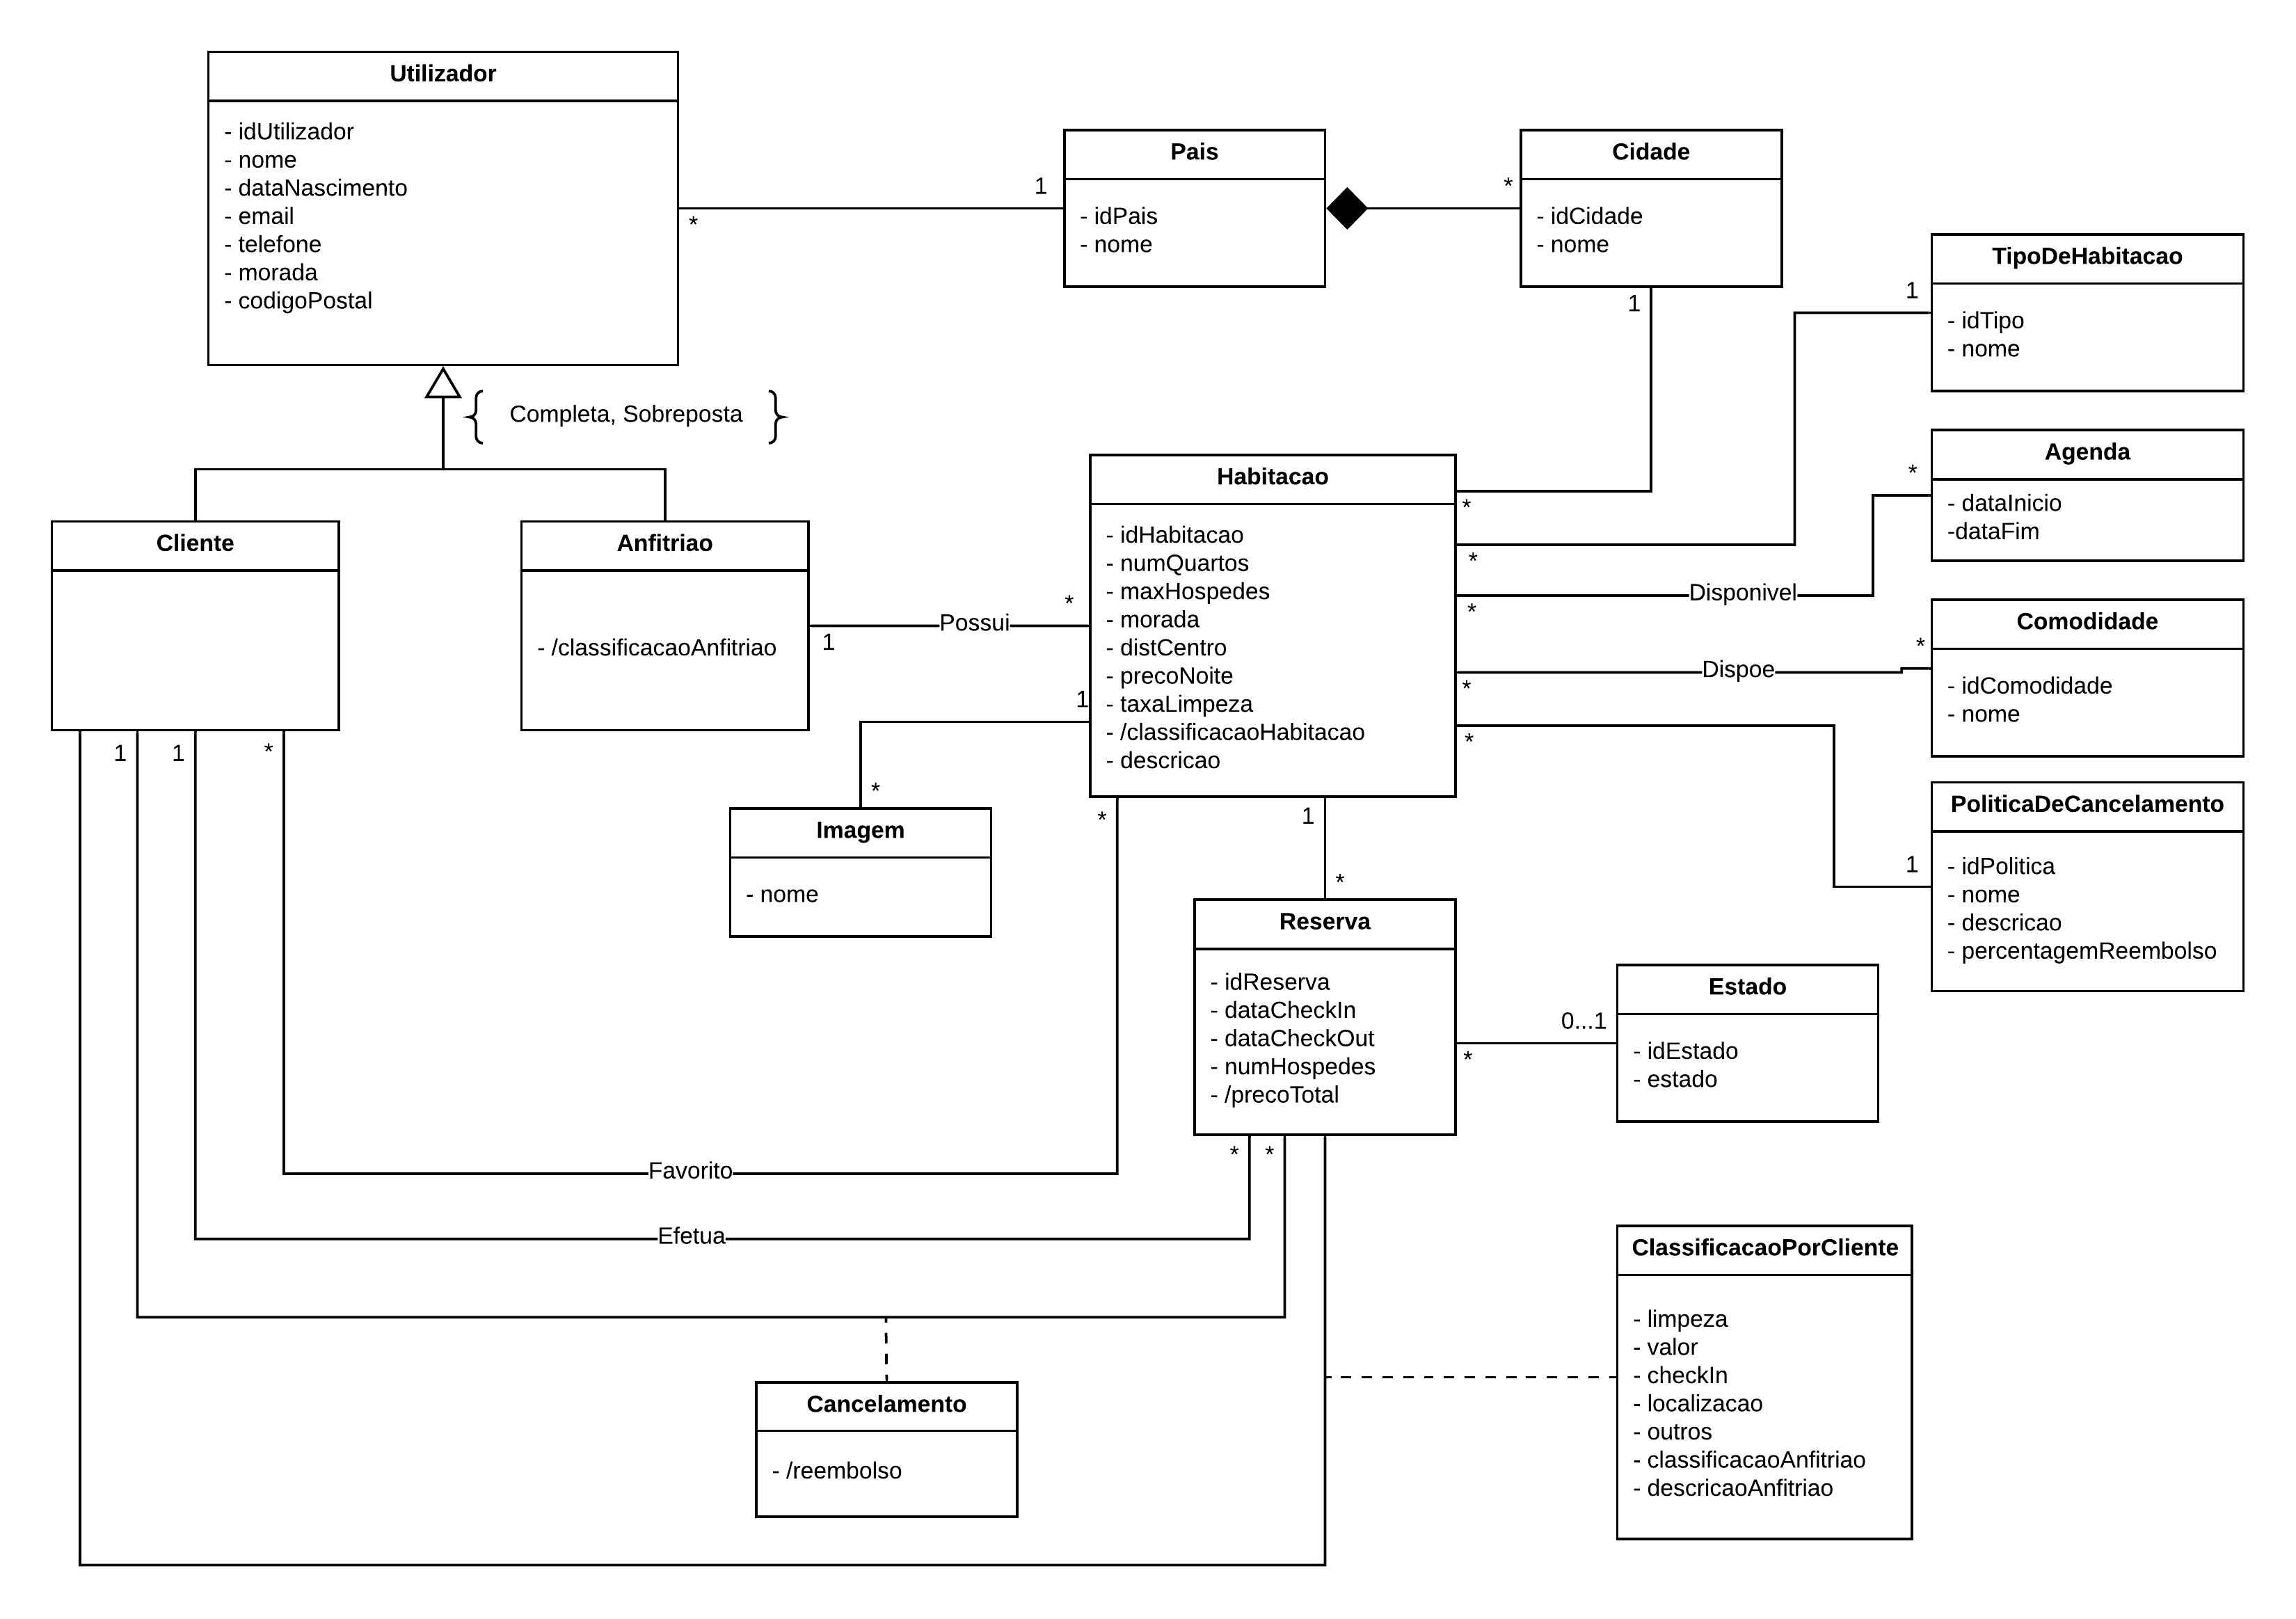 Utilizador
- idUtilizador
- nome
- dataNascimento
- email
- telefone
- morada
- codigoPostal
*
1
Pais
- idPais
- nome
*
Cidade
- idCidade
- nome
1
1
TipoDeHabitacao
- idTipo
- nome
{ Completa, Sobreposta }
Cliente
Anfitriao
- /classificacaoAnfitriao
1
Possui
*
Habitacao
- idHabitacao
- numQuartos
- maxHospedes
- morada
- distCentro
- precoNoite
- taxaLimpeza
- /classificacaoHabitacao
- descricao
*
*
*
Disponivel
*
Agenda
- dataInicio
-dataFim
*
Dispoe
*
Comodidade
- idComodidade
- nome
*
1
PoliticaDeCancelamento
- idPolitica
- nome
- descricao
- percentagemReembolso
1
*
Imagem
- nome
1
1
*
*
1
*
Reserva
- idReserva
- dataCheckIn
- dataCheckOut
- numHospedes
- /precoTotal
*
0...1
Estado
- idEstado
- estado
*
*
Favorito
Efetua
Cancelamento
- /reembolso
ClassificacaoPorCliente
- limpeza
- valor
- checkIn
- localizacao
- outros
- classificacaoAnfitriao
- descricaoAnfitriao